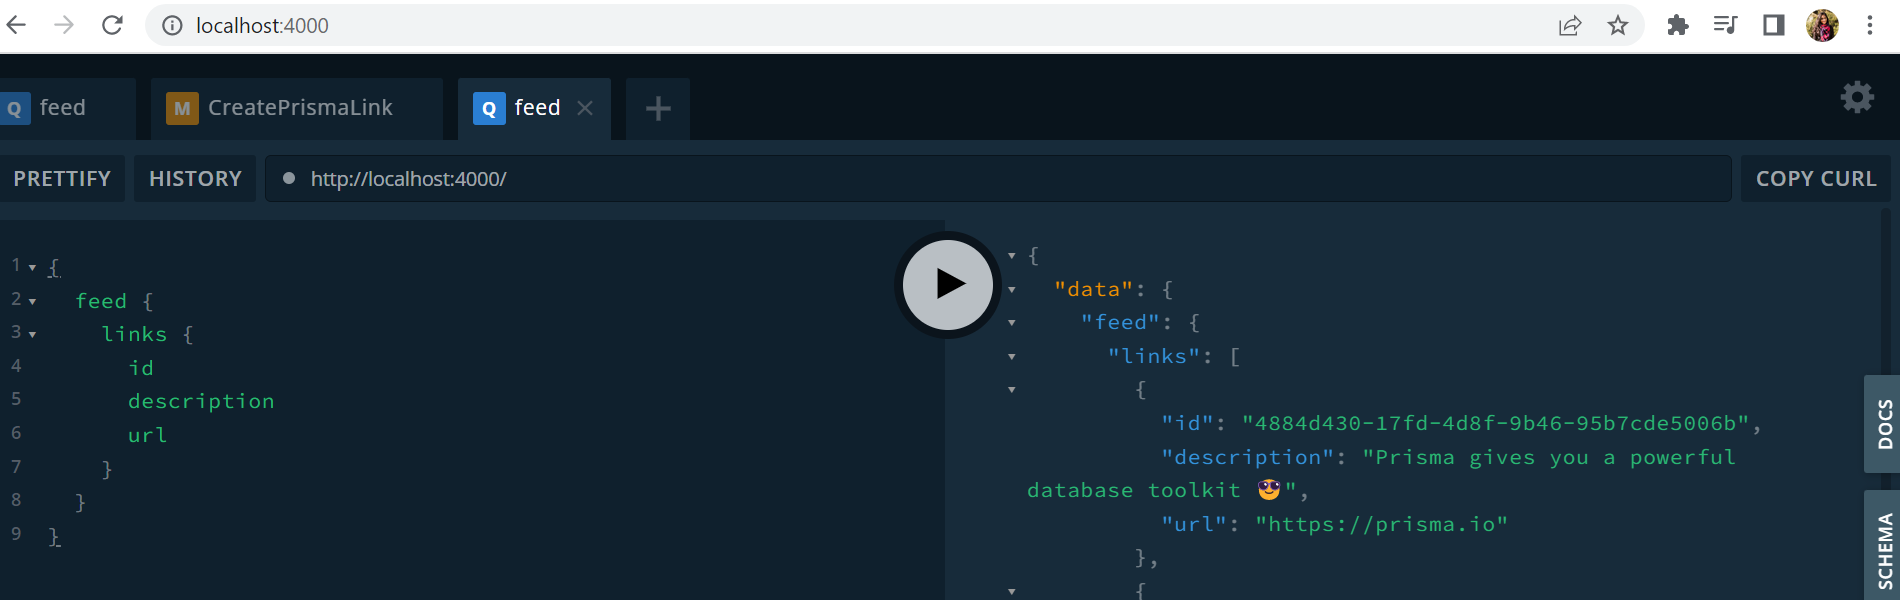 localhost:4000
Q feed
M CreatePrismaLink
Q feed
PRETTIFY
HISTORY
http://localhost:4000/
COPY CURL
1 {
2 feed {
3 links {
4 id
5 description
6 url
7 }
8 }
9 }
{
"data": {
"feed": {
"links": [
{
"id": "4884d430-17fd-4d8f-9b46-95b7cde5006b",
"description": "Prisma gives you a powerful
database toolkit 😎",
"url": "https://prisma.io"
},
{
DOCS
SCHEMA